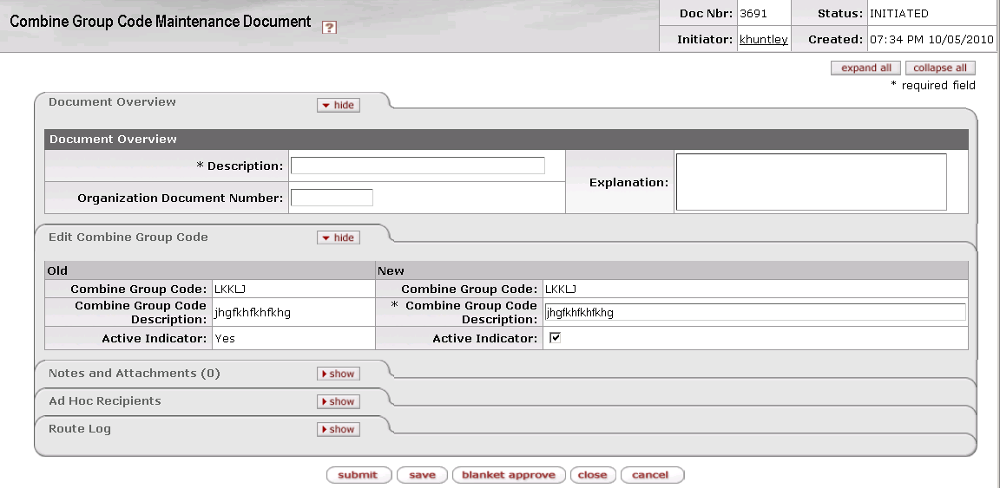 Combine Group Code Maintenance Document ?
Doc Nbr: 3691 Status: INITIATED
Initiator: khuntley Created: 07:34 PM 10/05/2010
expand all collapse all
* required field
Document Overview hide
Document Overview
* Description:
Explanation:
Organization Document Number:
Edit Combine Group Code hide
Old New
Combine Group Code: LKKLJ Combine Group Code: LKKLJ
Combine Group Code Description: jhgfkhfkhfkhg * Combine Group Code Description: jhgfkhfkhfkhg
Active Indicator: Yes Active Indicator:
Notes and Attachments (0) show
Ad Hoc Recipients show
Route Log show
submit save blanket approve close cancel